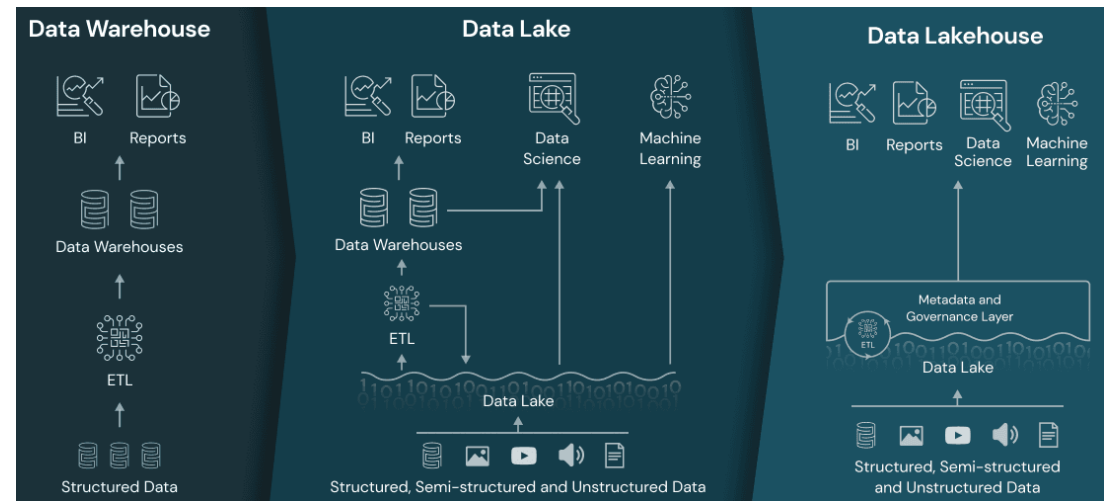 Data Warehouse
BI
Reports
Data Warehouses
ETL
Structured Data
Data Lake
BI
Reports
Data
Science
Machine
Learning
Data Warehouses
ETL
Data Lake
Structured, Semi-structured and Unstructured Data
Data Lakehouse
BI
Reports
Data
Science
Machine
Learning
Metadata and
Governance Layer
ETL
Data Lake
Structured, Semi-structured
and Unstructured Data